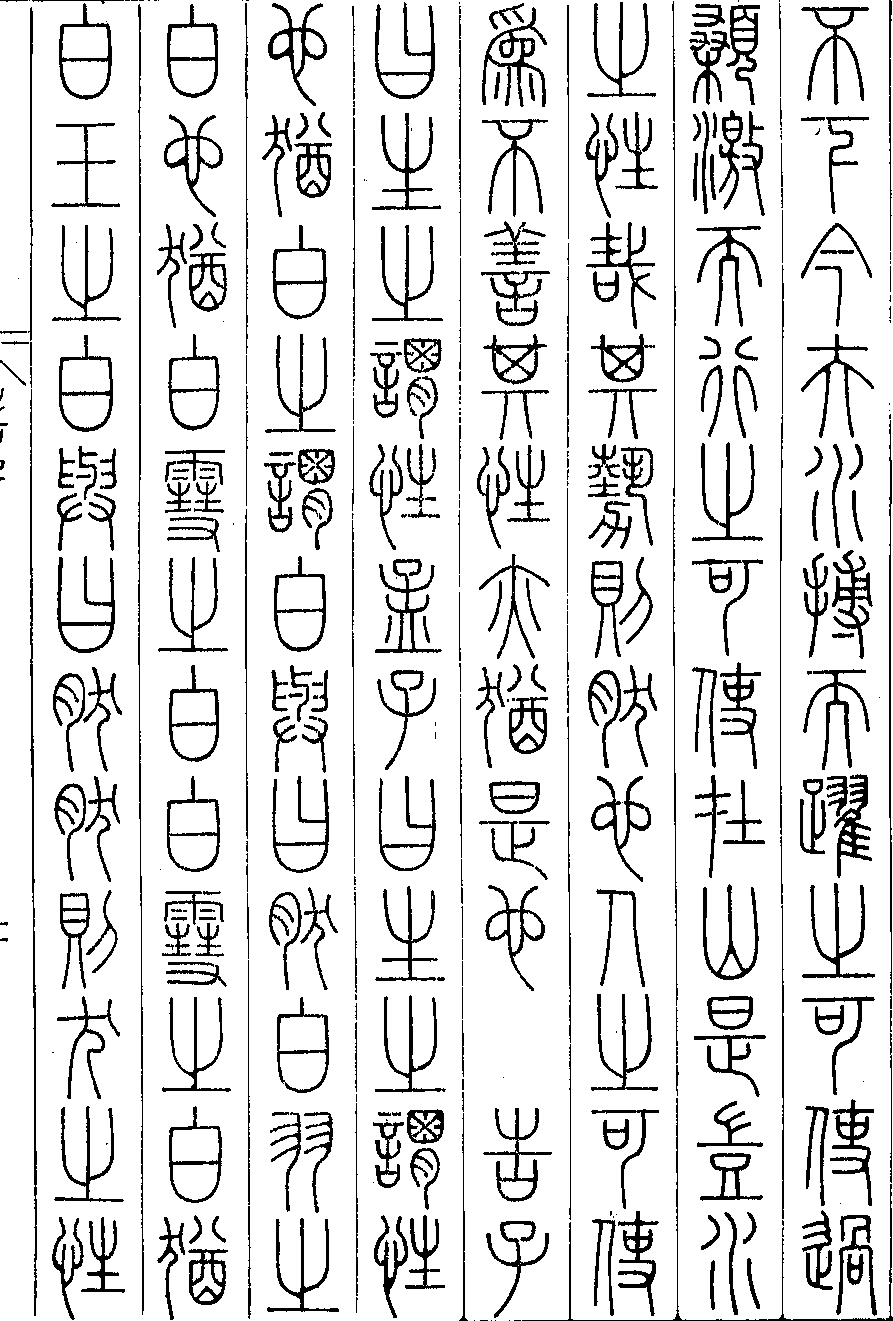 不下今夫水搏而躍之可使過
顙激而行之可使在山是豈水
之性哉其勢則然也人之可使
爲不善其性亦猶是也　告子
曰生之謂性孟子曰生之謂性
也猶白之謂白與曰然白羽之
白也猶白雪之白白雪之白猶
白玉之白與曰然然則犬之性